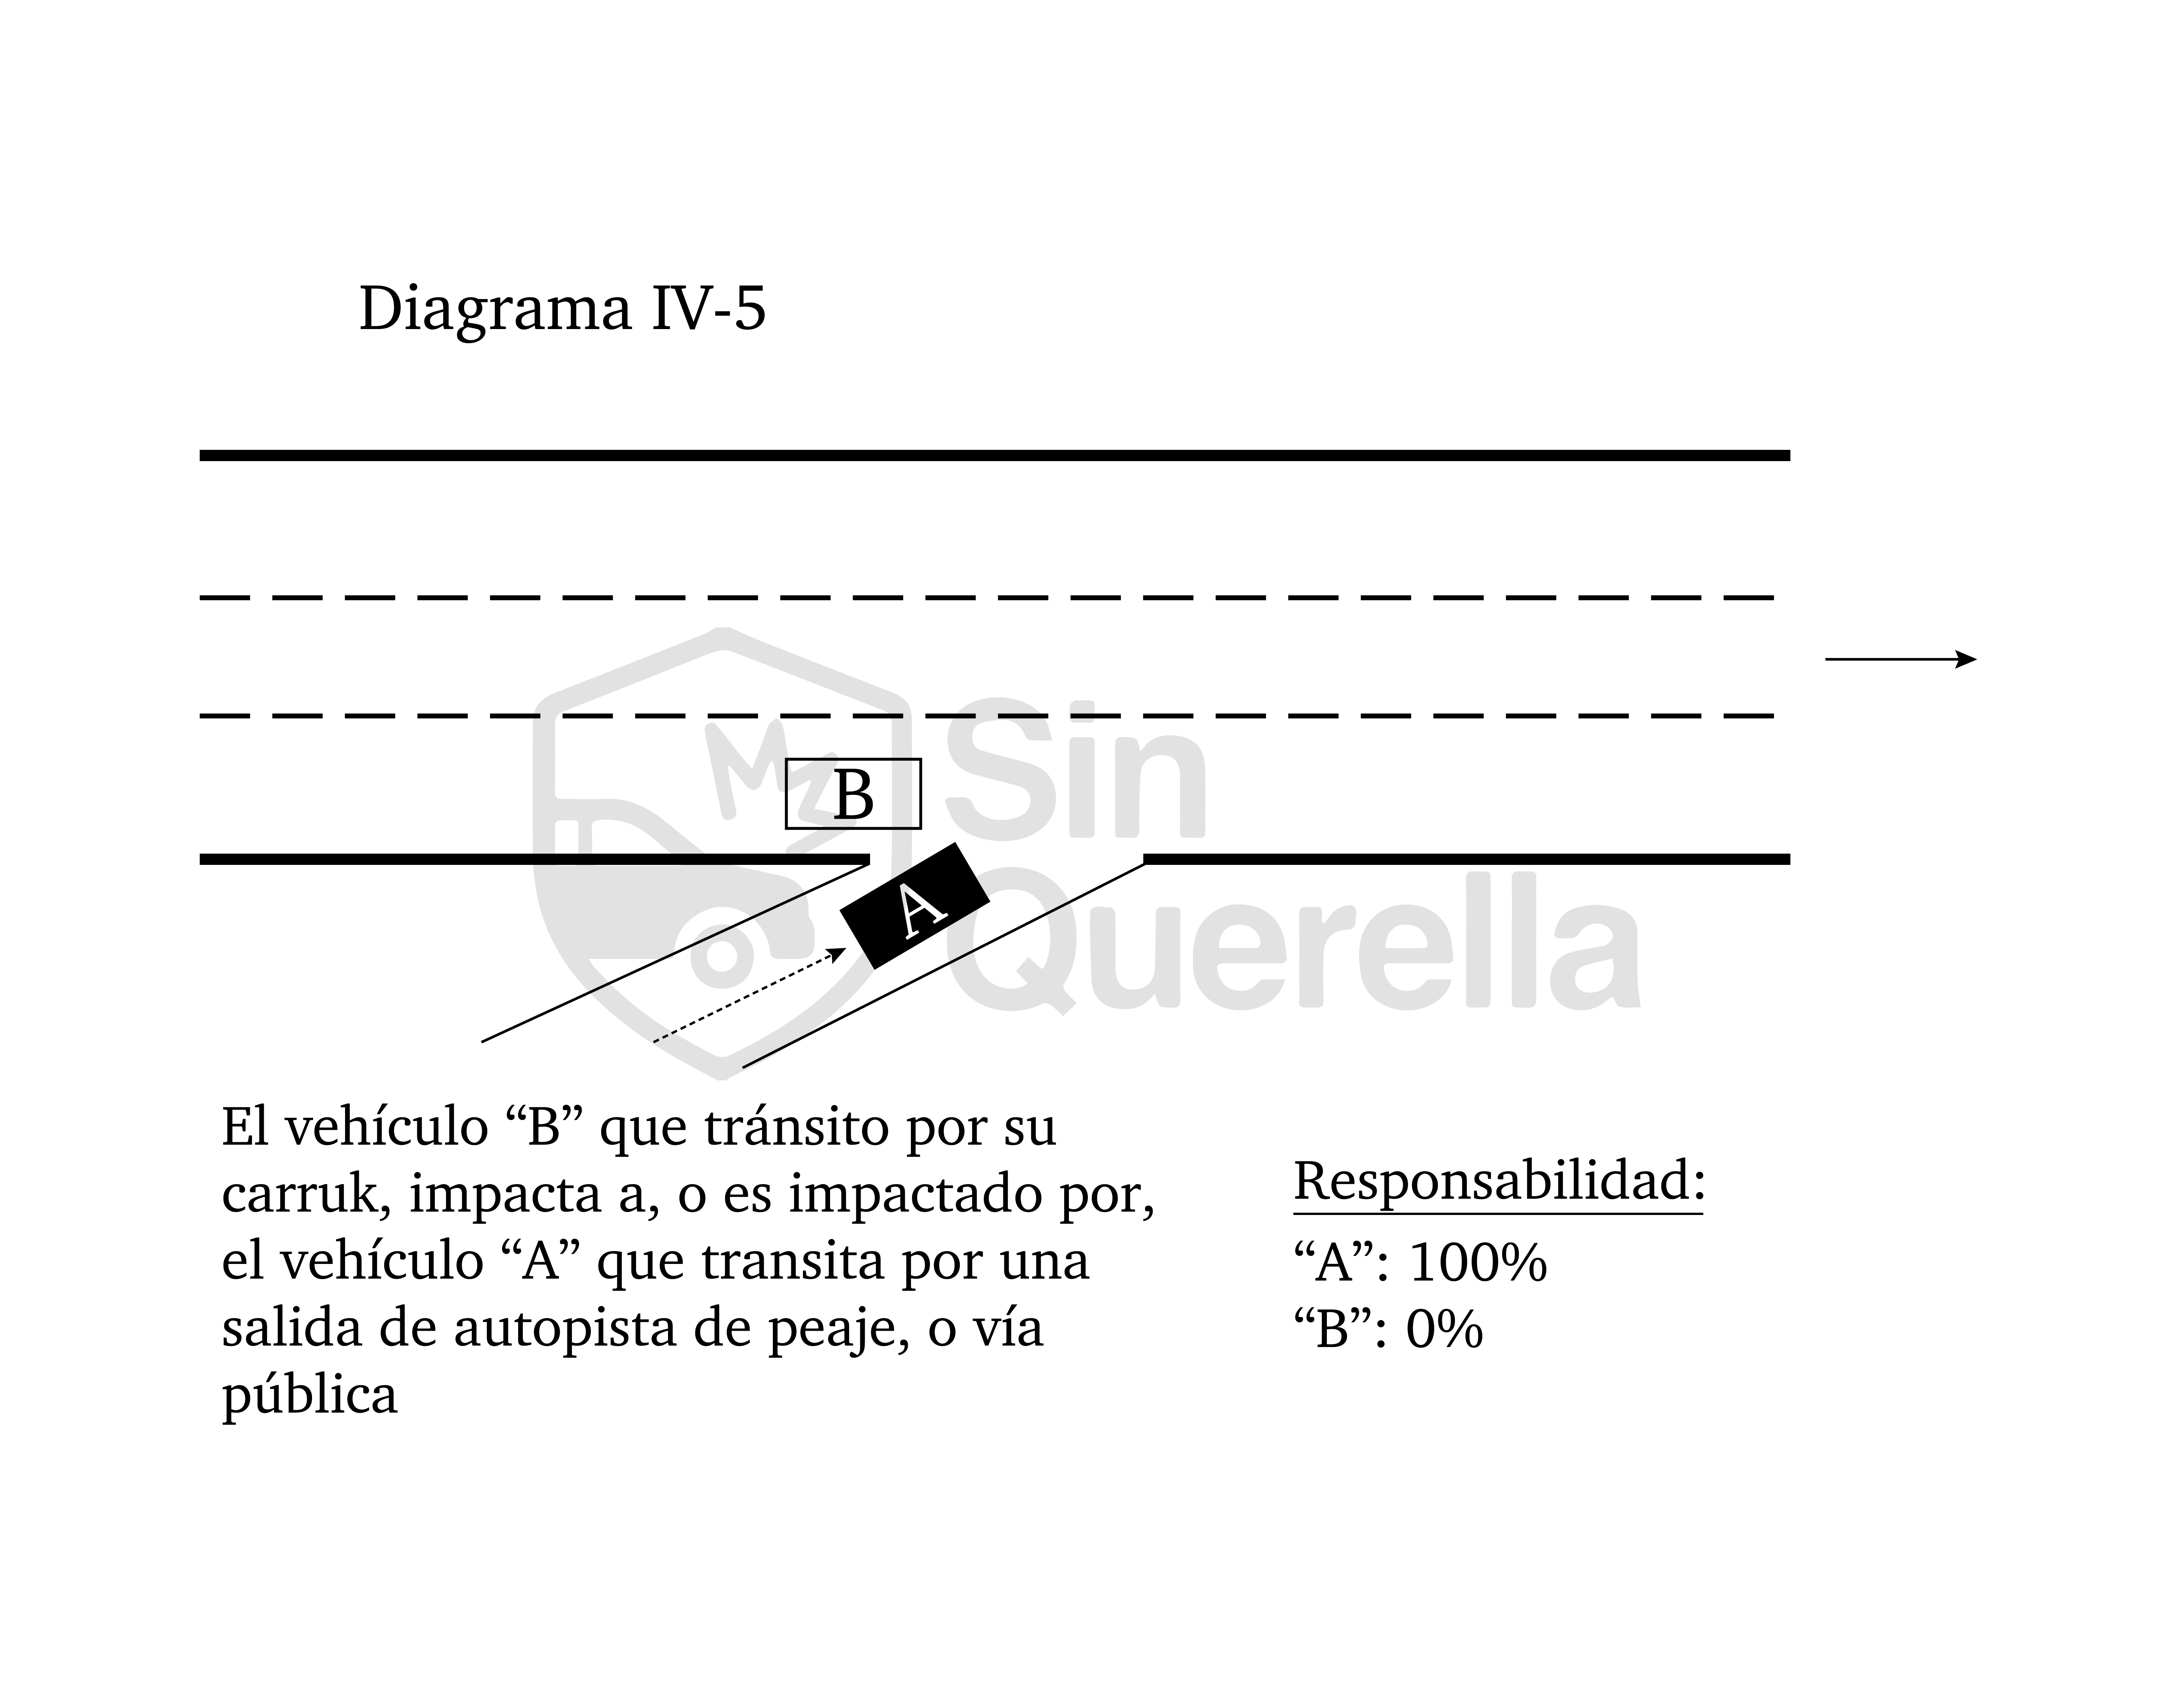 Diagrama IV-5
MZ
Sin
Querella
B
A
El vehículo “B” que tránsito por su
carruk, impacta a, o es impactado por,
el vehículo “A” que transita por una
salida de autopista de peaje, o vía
pública
Responsabilidad:
“A”: 100%
“B”: 0%